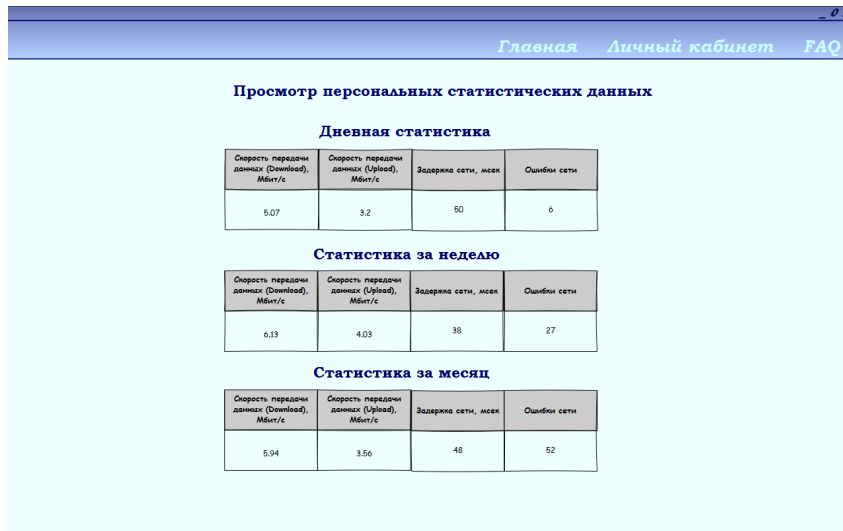 _ 0
Главная Личный кабинет FAQ
Просмотр персональных статистических данных
Дневная статистика
Скорость передачи данных (Download), Мбит/с Скорость передачи данных (Upload), Мбит/с Задержка сети, мсек Ошибки сети
5.07 3.2 50 6
Статистика за неделю
Скорость передачи данных (Download), Мбит/с Скорость передачи данных (Upload), Мбит/с Задержка сети, мсек Ошибки сети
6.13 4.03 38 27
Статистика за месяц
Скорость передачи данных (Download), Мбит/с Скорость передачи данных (Upload), Мбит/с Задержка сети, мсек Ошибки сети
5.94 3.56 48 52